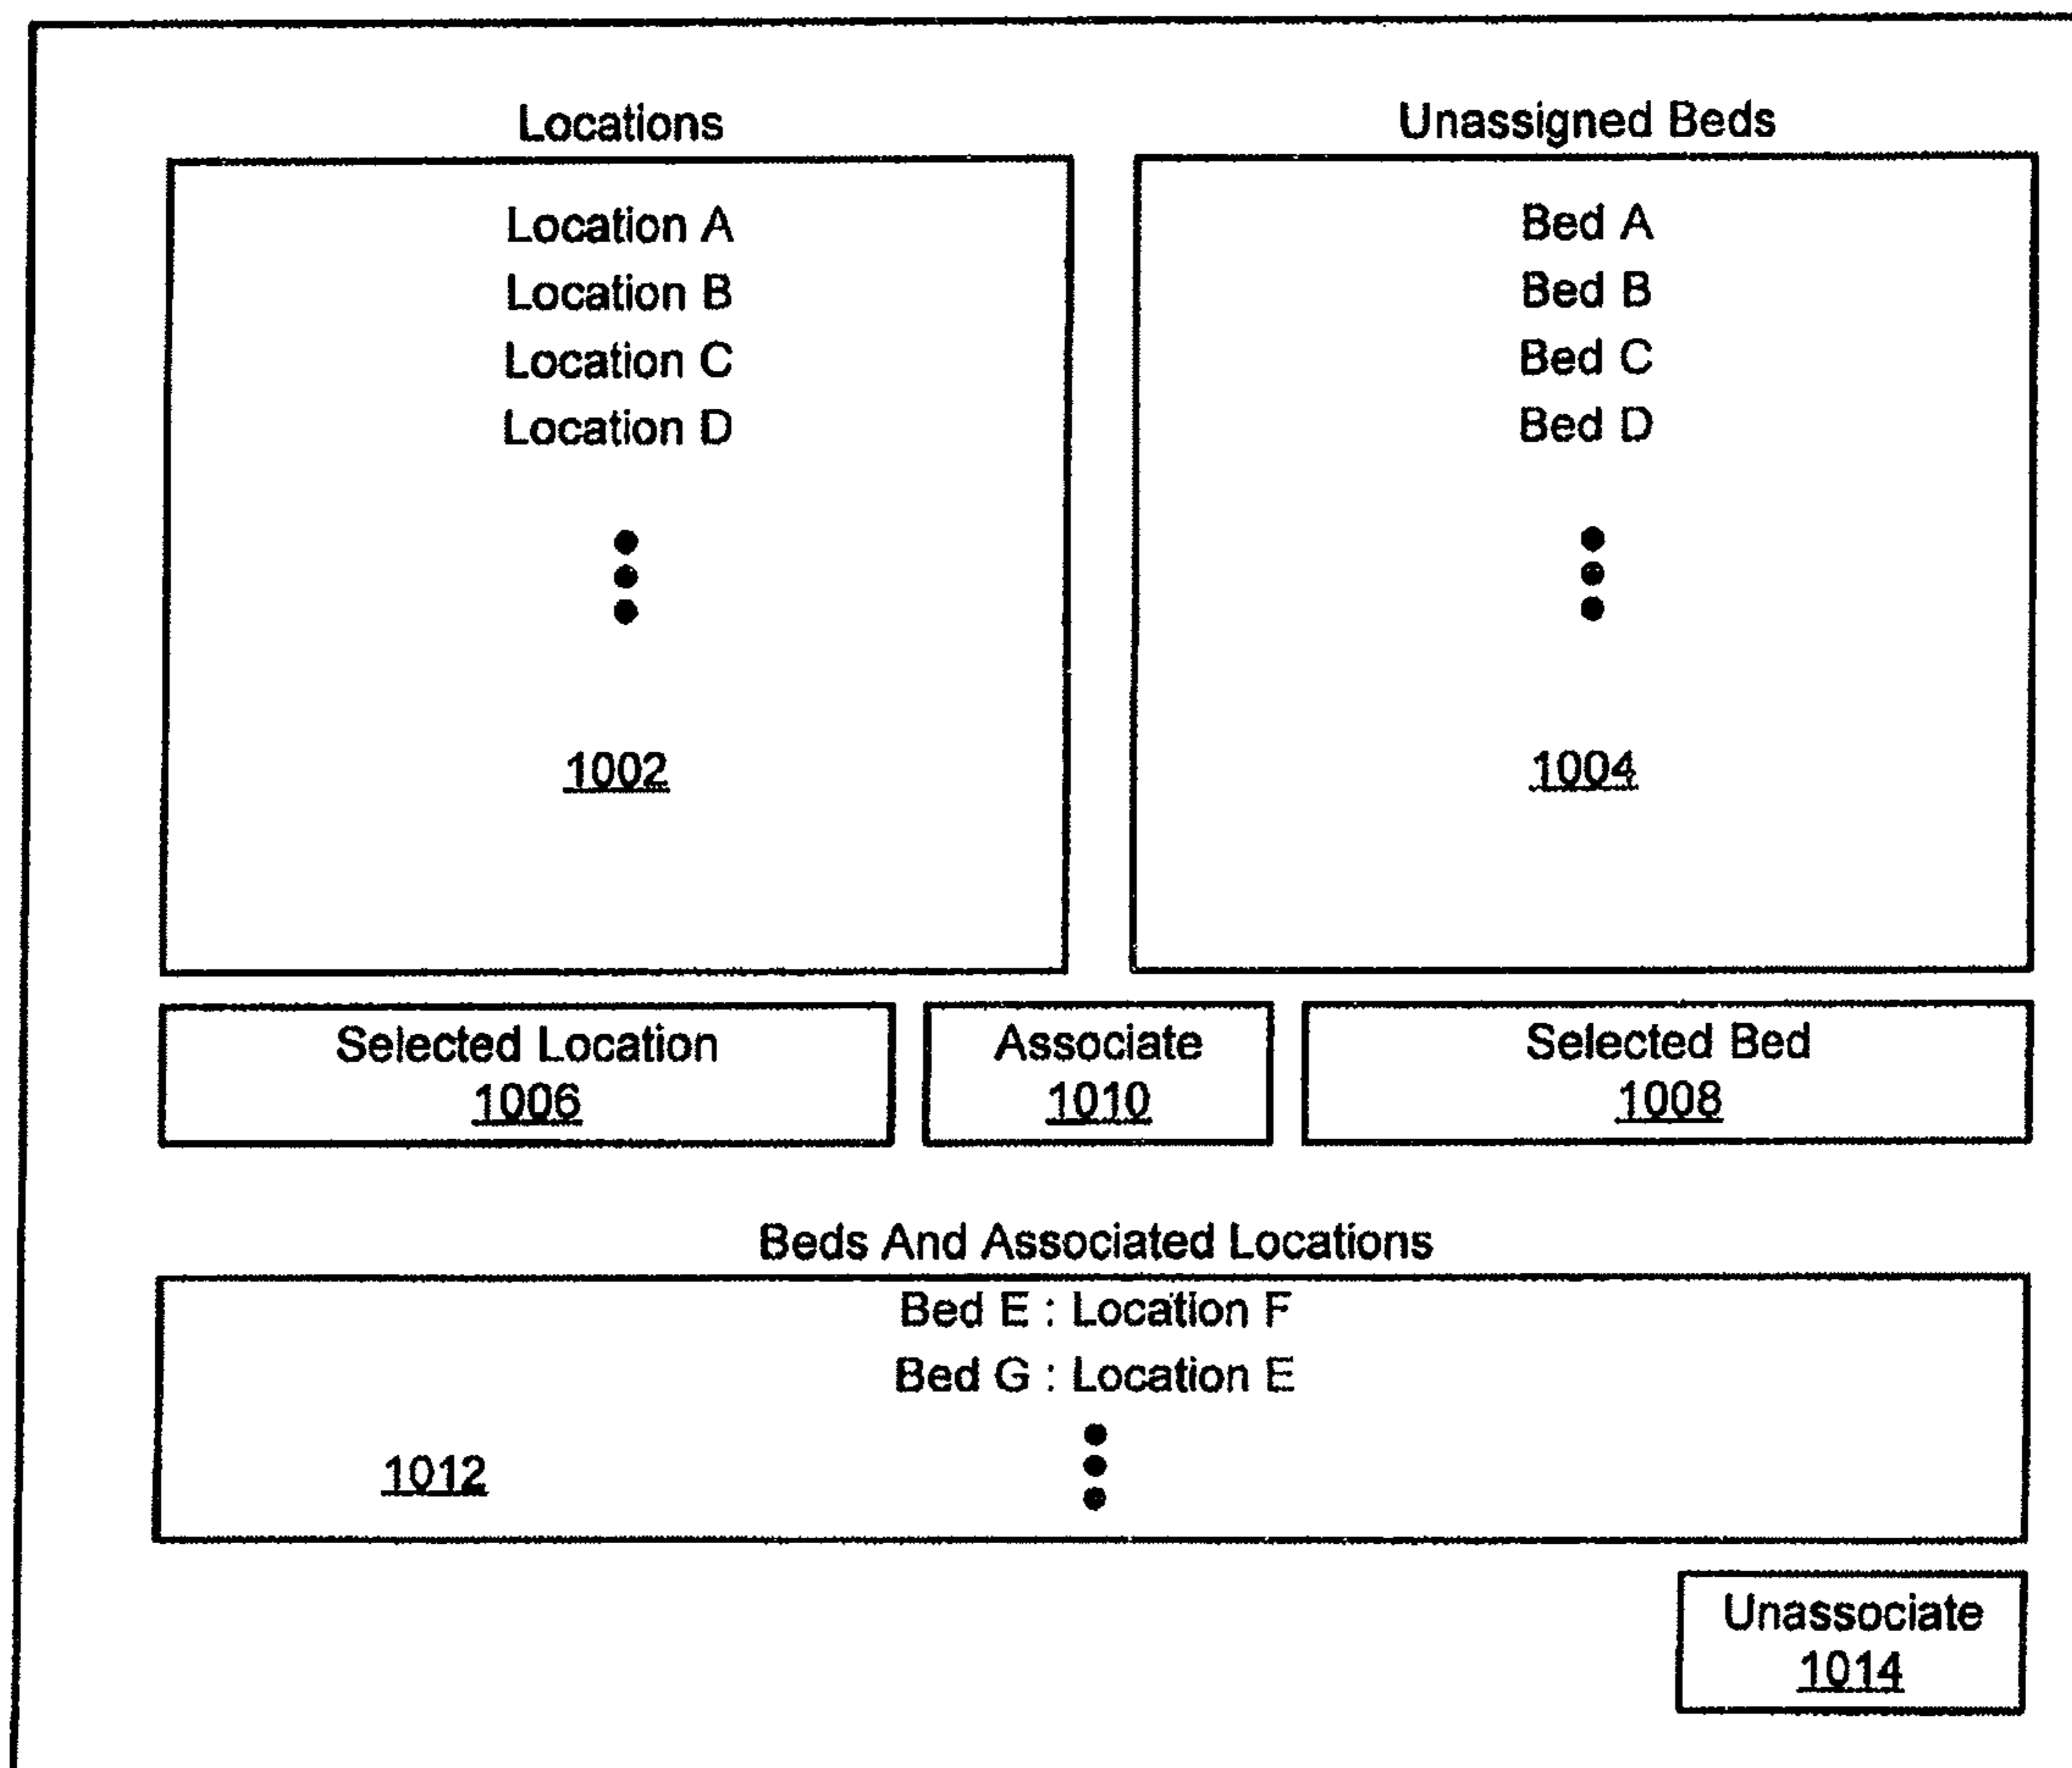 Locations
Location A
Location B
Location C
Location D
1002
Unassigned Beds
Bed A
Bed B
Bed C
Bed D
1004
Selected Location
1006
Associate
1010
Selected Bed
1008
Beds And Associated Locations
Bed E : Location F
Bed G : Location E
1012
Unassociate
1014